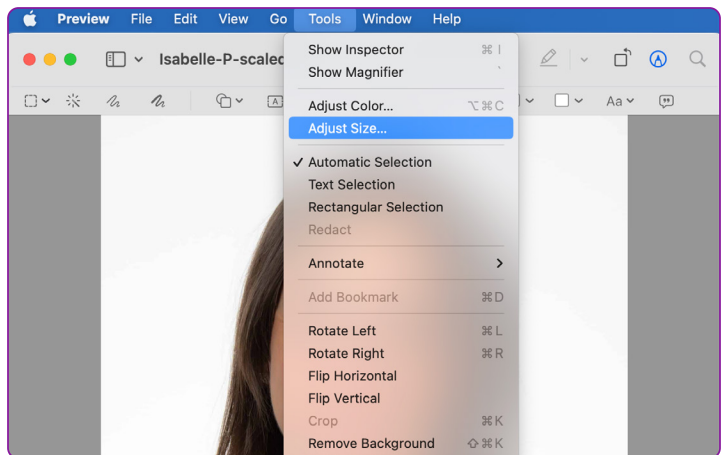 Preview File Edit View Go Tools Window Help
Isabelle-P-scaled
Aa
Show Inspector ⌘ I
Show Magnifier `
Adjust Color... ⌥⌘C
Adjust Size...
✓ Automatic Selection
Text Selection
Rectangular Selection
Redact
Annotate >
Add Bookmark ⌘D
Rotate Left ⌘L
Rotate Right ⌘R
Flip Horizontal
Flip Vertical
Crop ⌘K
Remove Background ⇧⌘K